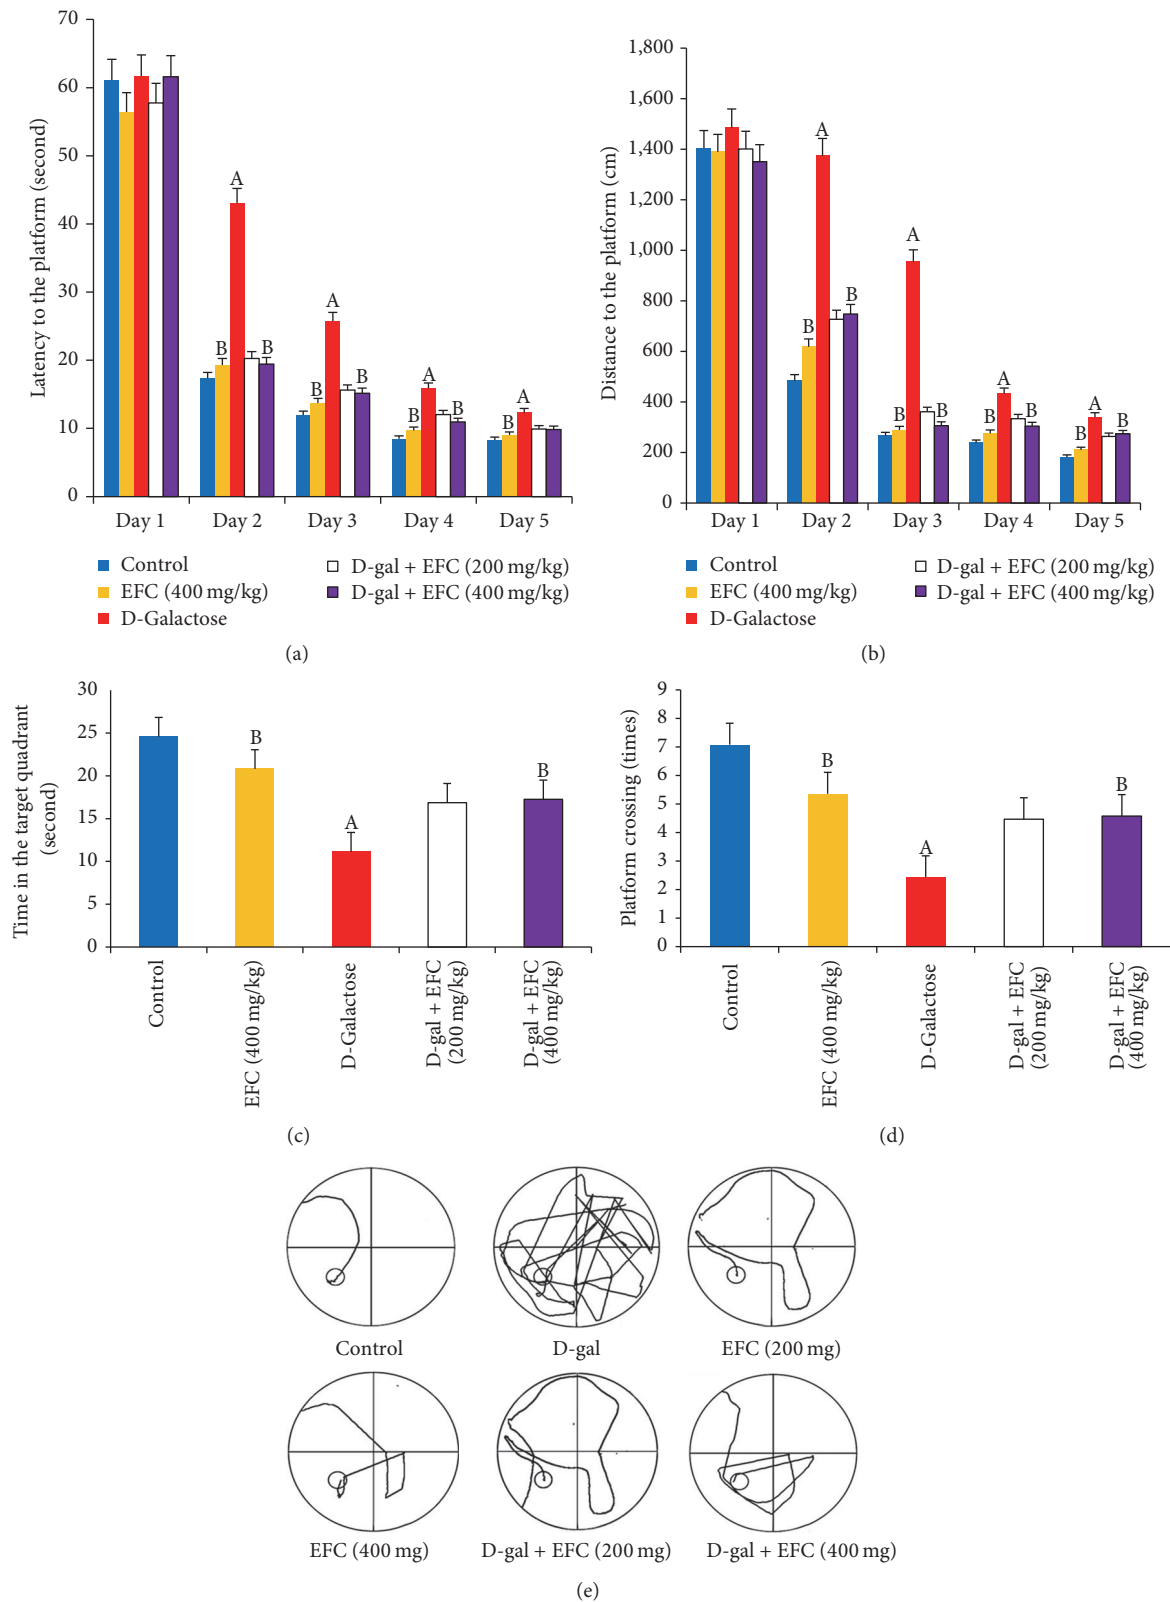 70
60
50
40
30
20
10
0
Latency to the platform (second)
A
B
B
A
B
B
A
B
B
A
B
Day 1 Day 2 Day 3 Day 4 Day 5
Control
EFC (400 mg/kg)
D-Galactose
D-gal + EFC (200 mg/kg)
D-gal + EFC (400 mg/kg)
(a)
1,800
1,600
1,400
1,200
1,000
800
600
400
200
0
Distance to the platform (cm)
A
B
B
A
B
B
A
B
B
A
B
B
Day 1 Day 2 Day 3 Day 4 Day 5
Control
EFC (400 mg/kg)
D-Galactose
D-gal + EFC (200 mg/kg)
D-gal + EFC (400 mg/kg)
(b)
30
25
20
15
10
5
0
Time in the target quadrant
(second)
B
A
B
Control
EFC (400 mg/kg)
D-Galactose
D-gal + EFC
(200 mg/kg)
D-gal + EFC
(400 mg/kg)
(c)
9
8
7
6
5
4
3
2
1
0
Platform crossing (times)
B
A
B
Control
EFC (400 mg/kg)
D-Galactose
D-gal + EFC
(200 mg/kg)
D-gal + EFC
(400 mg/kg)
(d)
Control D-gal EFC (200 mg)
EFC (400 mg) D-gal + EFC (200 mg) D-gal + EFC (400 mg)
(e)